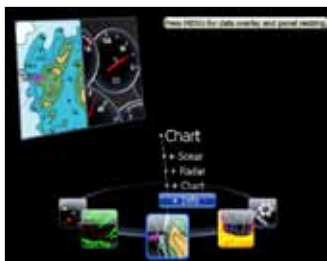 Press MENU for data overlay and panel resizing
Chart
+ Sonar
+ Radar
+ Chart